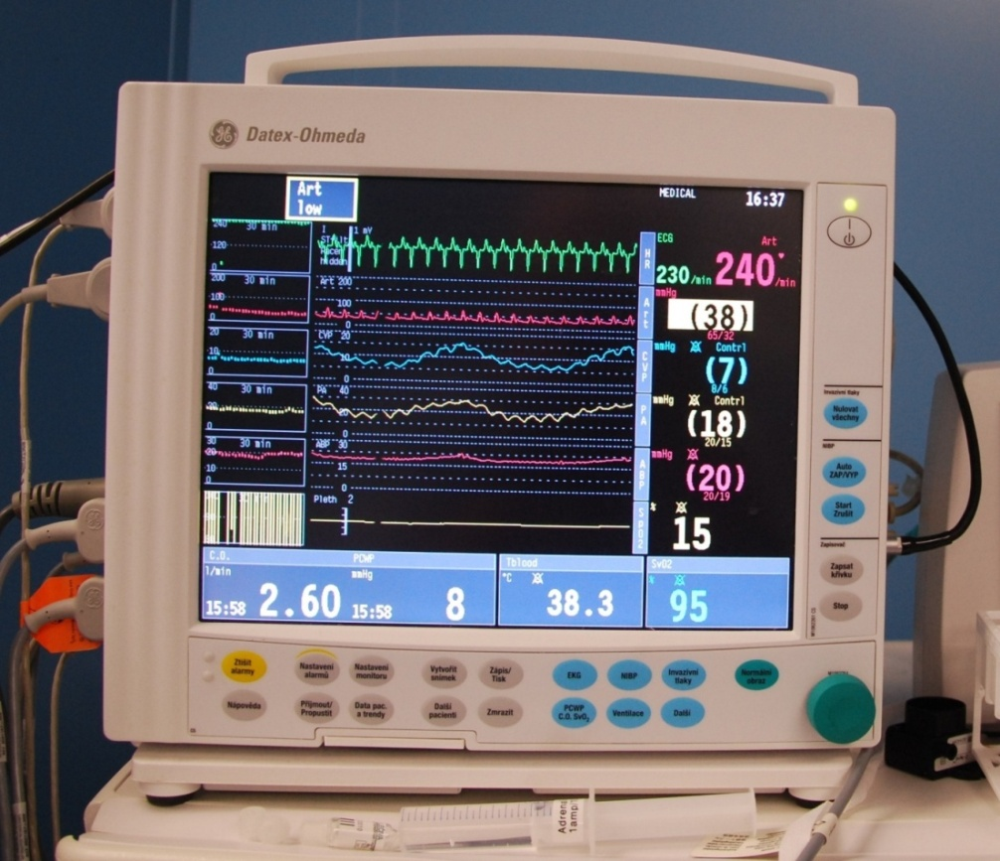 GE Datex-Ohmeda
Art
low
MEDICAL
16:37
240 30 min
120
0
200 30 min
100
0
20 30 min
10
0
40 30 min
20
0
30 30 min
20
10
0
I 1 mV
hidden
Art 200
100
0
CVP 20
10
0
PA 40
20
0
30
15
0
Pleth 2
HR
Art
CVP
PA
ABP
SpO2
ECG
230/min
Art
240/min
mmHg
(38)
65/32
mmHg Contrl
(7)
8/6
mmHg Contrl
(18)
20/15
mmHg
(20)
20/19
%
15
C.O. PCWP
l/min mmHg
15:58 2.60 15:58 8
Tblood
°C
38.3
SvO2
%
95
Invazivní tlaky
Nulovat
všechny
NIBP
Auto
ZAP/VYP
Start
Zrušit
Zapisovač
Zapsat
křivku
Stop
Ztišit
alarmy
Nastavení
alarmů
Nastavení
monitoru
Vytvořit
snímek
Zápis/
Tisk
EKG
NIBP
Invazivní
tlaky
Normální
obraz
Nápověda
Přijmout/
Propustit
Data pac.
a trendy
Další
pacienti
Zmrazit
PCWP
C.O. SvO2
Ventilace
Další
Adrena
1amp/